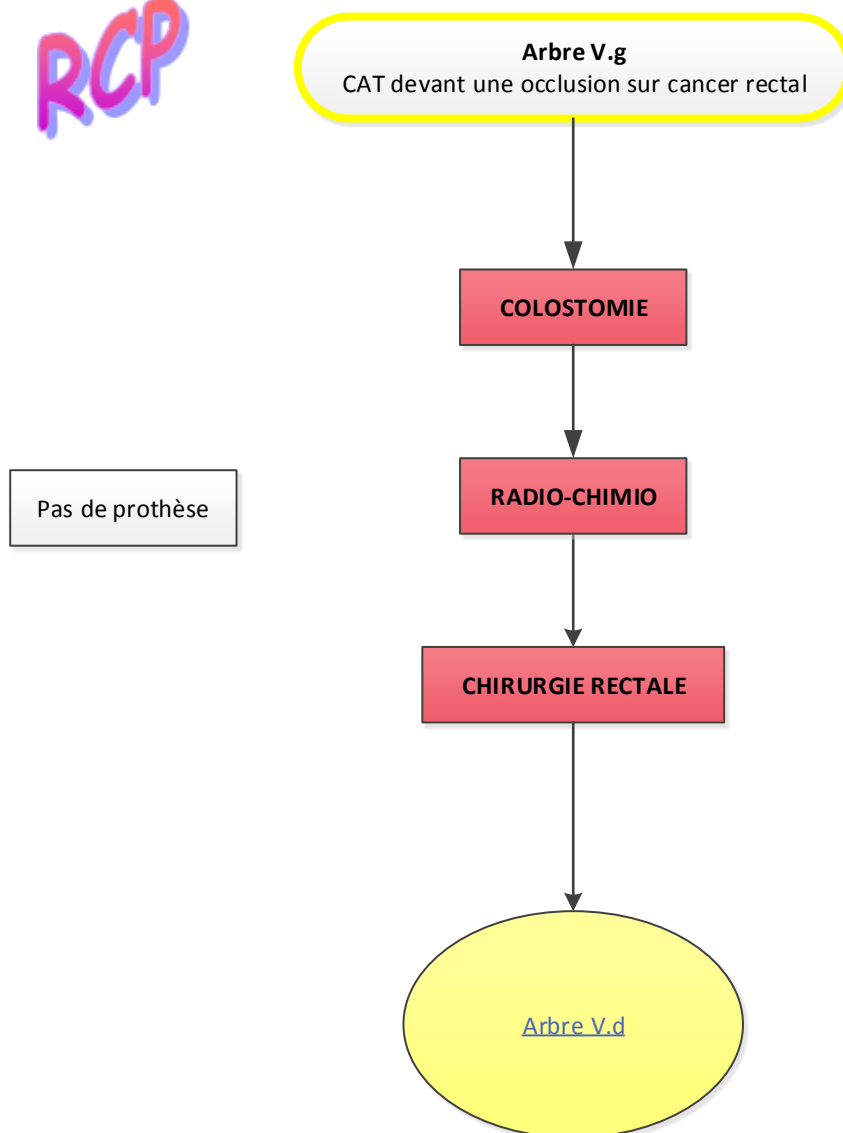 RCP
Arbre V.g
CAT devant une occlusion sur cancer rectal
COLOSTOMIE
Pas de prothèse
RADIO-CHIMIO
CHIRURGIE RECTALE
Arbre V.d